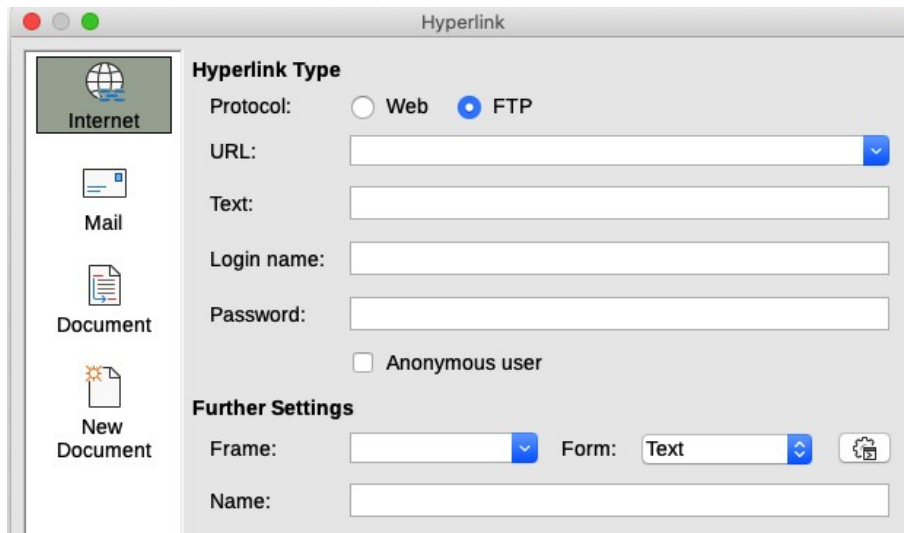 Hyperlink
Internet
Mail
Document
New
Document
Hyperlink Type
Protocol: Web FTP
URL:
Text:
Login name:
Password:
Anonymous user
Further Settings
Frame: Form: Text
Name: